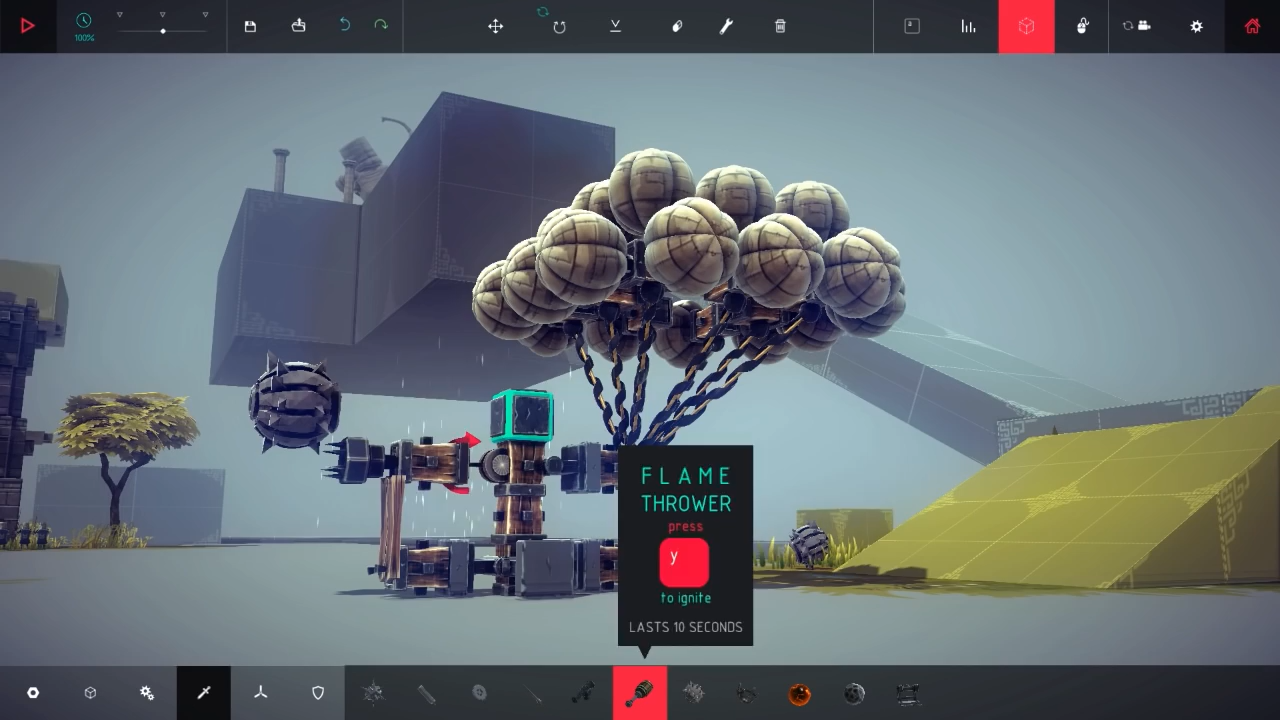 100%
FLAME
THROWER
press
y
to ignite
LASTS 10 SECONDS